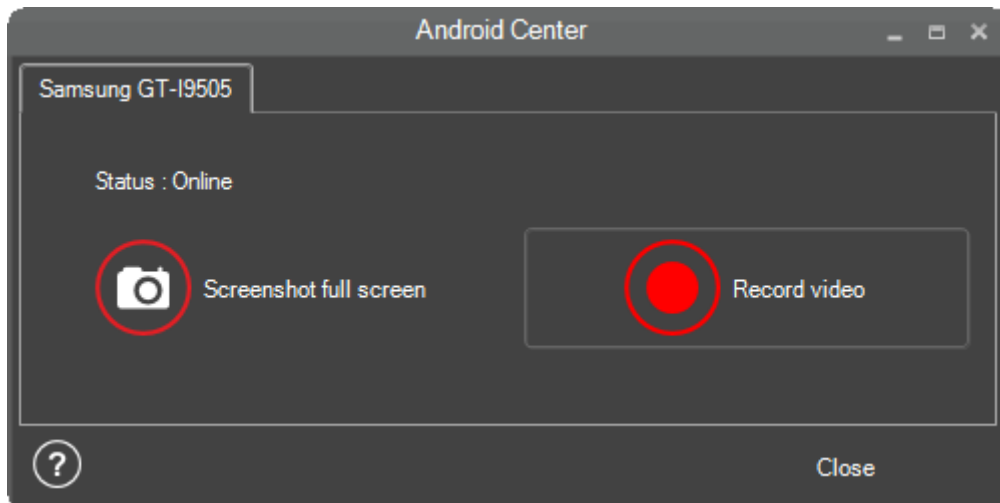 Android Center
Samsung GT-I9505
Status : Online
Screenshot full screen
Record video
?
Close